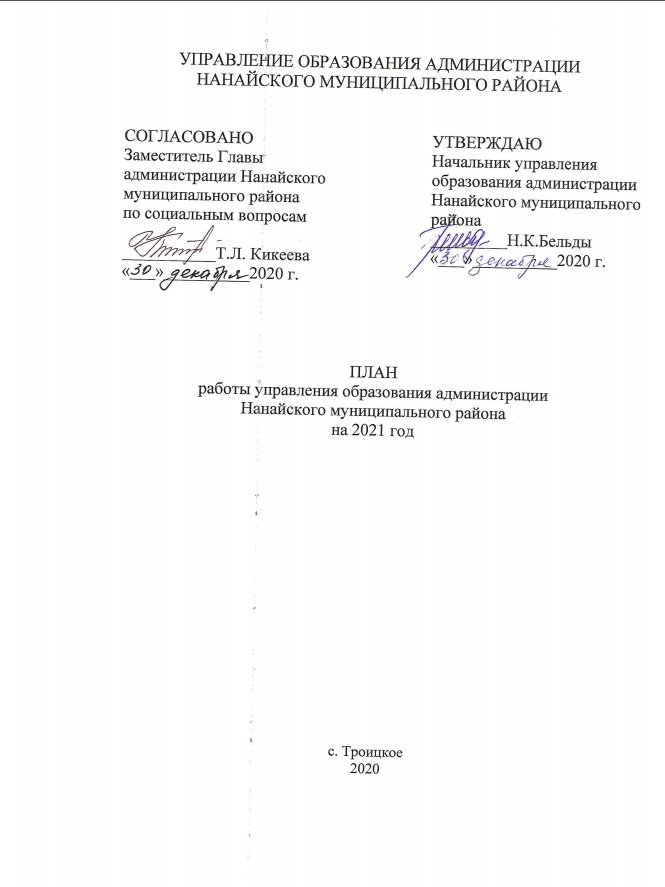 УПРАВЛЕНИЕ ОБРАЗОВАНИЯ АДМИНИСТРАЦИИ
НАНАЙСКОГО МУНИЦИПАЛЬНОГО РАЙОНА
СОГЛАСОВАНО
Заместитель Главы
администрации Нанайского
муниципального района
по социальным вопросам
___________Т.Л. Кикеева
«30» декабря 2020 г.
УТВЕРЖДАЮ
Начальник управления
образования администрации
Нанайского муниципального
района
_________Н.К.Бельды
«30» декабря 2020 г.
ПЛАН
работы управления образования администрации
Нанайского муниципального района
на 2021 год
с. Троицкое
2020